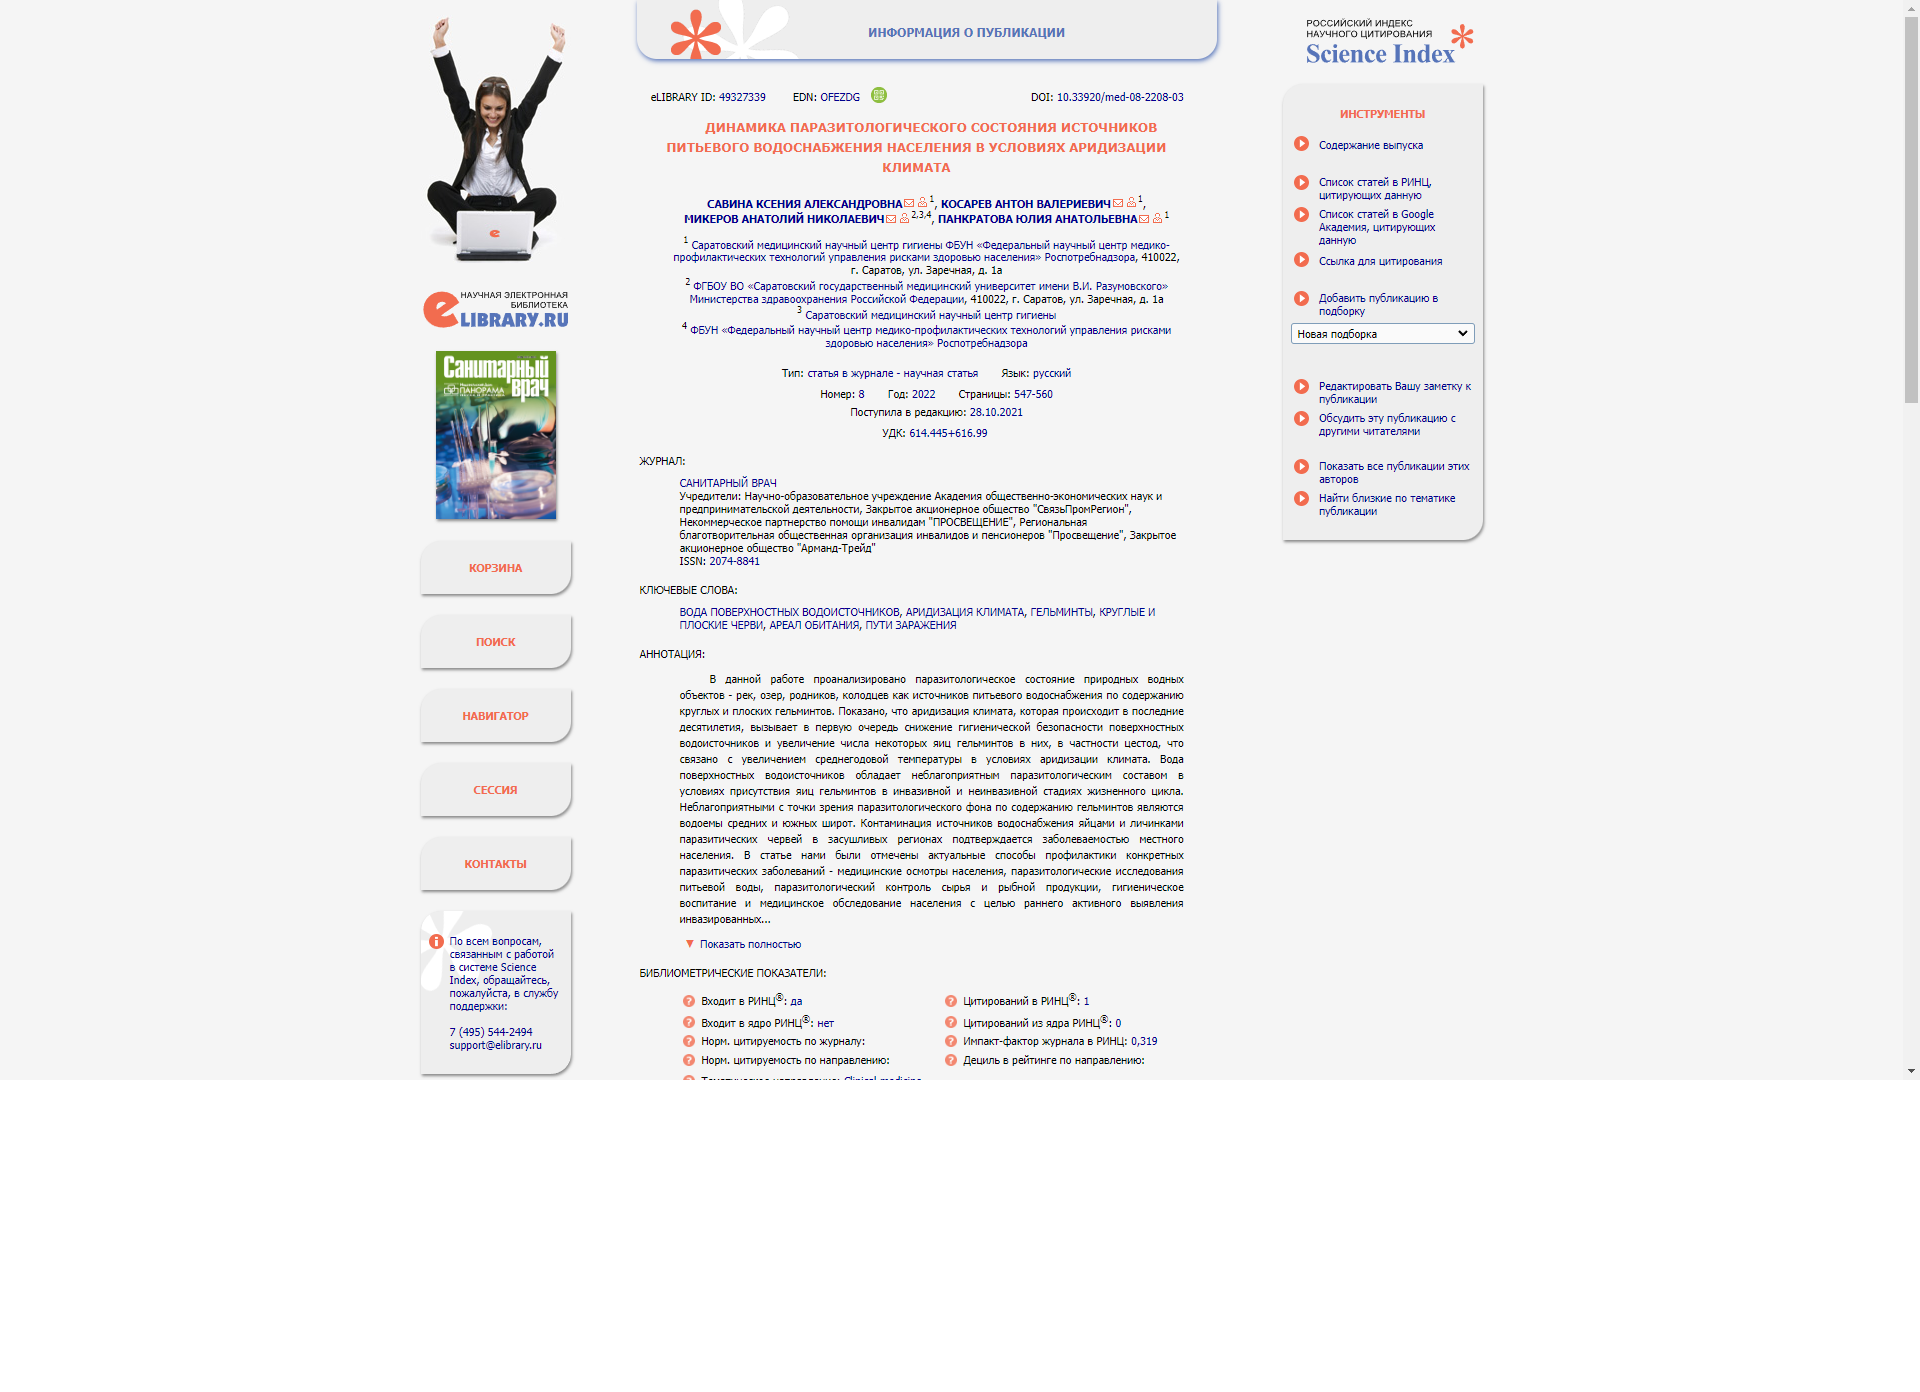 ИНФОРМАЦИЯ О ПУБЛИКАЦИИ
eLIBRARY ID: 49327339 EDN: OFEZDG DOI: 10.33920/med-08-2208-03
ДИНАМИКА ПАРАЗИТОЛОГИЧЕСКОГО СОСТОЯНИЯ ИСТОЧНИКОВ
ПИТЬЕВОГО ВОДОСНАБЖЕНИЯ НАСЕЛЕНИЯ В УСЛОВИЯХ АРИДИЗАЦИИ
КЛИМАТА
САВИНА КСЕНИЯ АЛЕКСАНДРОВНА 1, КОСАРЕВ АНТОН ВАЛЕРИЕВИЧ 1,
МИКЕРОВ АНАТОЛИЙ НИКОЛАЕВИЧ 2,3,4, ПАНКРАТОВА ЮЛИЯ АНАТОЛЬЕВНА 1
1 Саратовский медицинский научный центр гигиены ФБУН «Федеральный научный центр медико-
профилактических технологий управления рисками здоровью населения» Роспотребнадзора, 410022,
г. Саратов, ул. Заречная, д. 1а
2 ФГБОУ ВО «Саратовский государственный медицинский университет имени В.И. Разумовского»
Министерства здравоохранения Российской Федерации, 410022, г. Саратов, ул. Заречная, д. 1а
3 Саратовский медицинский научный центр гигиены
4 ФБУН «Федеральный научный центр медико-профилактических технологий управления рисками
здоровью населения» Роспотребнадзора
Тип: статья в журнале - научная статья Язык: русский
Номер: 8 Год: 2022 Страницы: 547-560
Поступила в редакцию: 28.10.2021
УДК: 614.445+616.99
ЖУРНАЛ:
САНИТАРНЫЙ ВРАЧ
Учредители: Научно-образовательное учреждение Академия общественно-экономических наук и
предпринимательской деятельности, Закрытое акционерное общество "СвязьПромРегион",
Некоммерческое партнерство помощи инвалидам "ПРОСВЕЩЕНИЕ", Региональная
благотворительная общественная организация инвалидов и пенсионеров "Просвещение", Закрытое
акционерное общество "Арманд-Трейд"
ISSN: 2074-8841
КЛЮЧЕВЫЕ СЛОВА:
ВОДА ПОВЕРХНОСТНЫХ ВОДОИСТОЧНИКОВ, АРИДИЗАЦИЯ КЛИМАТА, ГЕЛЬМИНТЫ, КРУГЛЫЕ И
ПЛОСКИЕ ЧЕРВИ, АРЕАЛ ОБИТАНИЯ, ПУТИ ЗАРАЖЕНИЯ
АННОТАЦИЯ:
В данной работе проанализировано паразитологическое состояние природных водных
объектов - рек, озер, родников, колодцев как источников питьевого водоснабжения по содержанию
круглых и плоских гельминтов. Показано, что аридизация климата, которая происходит в последние
десятилетия, вызывает в первую очередь снижение гигиенической безопасности поверхностных
водоисточников и увеличение числа некоторых яиц гельминтов в них, в частности цестод, что
связано с увеличением среднегодовой температуры в условиях аридизации климата. Вода
поверхностных водоисточников обладает неблагоприятным паразитологическим составом в
условиях присутствия яиц гельминтов в инвазивной и неинвазивной стадиях жизненного цикла.
Неблагоприятными с точки зрения паразитологического фона по содержанию гельминтов являются
водоемы средних и южных широт. Контаминация источников водоснабжения яйцами и личинками
паразитических червей в засушливых регионах подтверждается заболеваемостью местного
населения. В статье нами были отмечены актуальные способы профилактики конкретных
паразитических заболеваний - медицинские осмотры населения, паразитологические исследования
питьевой воды, паразитологический контроль сырья и рыбной продукции, гигиеническое
воспитание и медицинское обследование населения с целью раннего активного выявления
инвазированных...
Показать полностью
БИБЛИОМЕТРИЧЕСКИЕ ПОКАЗАТЕЛИ:
Входит в РИНЦ®: да Цитирований в РИНЦ®: 1
Входит в ядро РИНЦ®: нет Цитирований из ядра РИНЦ®: 0
Норм. цитируемость по журналу: Импакт-фактор журнала в РИНЦ: 0,319
Норм. цитируемость по направлению: Дециль в рейтинге по направлению:
Тематическое направление: Clinical medicine
НАУЧНАЯ ЭЛЕКТРОННАЯ
БИБЛИОТЕКА
eLIBRARY.RU
Санитарный
врач
ПАНОРАМА
КОРЗИНА
ПОИСК
НАВИГАТОР
СЕССИЯ
КОНТАКТЫ
По всем вопросам,
связанным с работой
в системе Science
Index, обращайтесь,
пожалуйста, в службу
поддержки:
7 (495) 544-2494
support@elibrary.ru
РОССИЙСКИЙ ИНДЕКС
НАУЧНОГО ЦИТИРОВАНИЯ
Science Index
ИНСТРУМЕНТЫ
Содержание выпуска
Список статей в РИНЦ,
цитирующих данную
Список статей в Google
Академия, цитирующих
данную
Ссылка для цитирования
Добавить публикацию в
подборку
Новая подборка
Редактировать Вашу заметку к
публикации
Обсудить эту публикацию с
другими читателями
Показать все публикации этих
авторов
Найти близкие по тематике
публикации